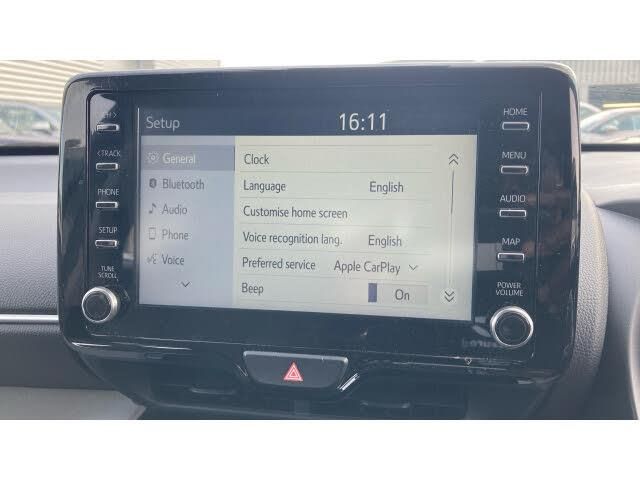 Setup 16:11
General
Bluetooth
Audio
Phone
Voice
Clock
Language English
Customise home screen
Voice recognition lang. English
Preferred service Apple CarPlay
Beep On
<TRACK
PHONE
SETUP
TUNE
SCROLL
HOME
MENU
AUDIO
MAP
POWER
VOLUME